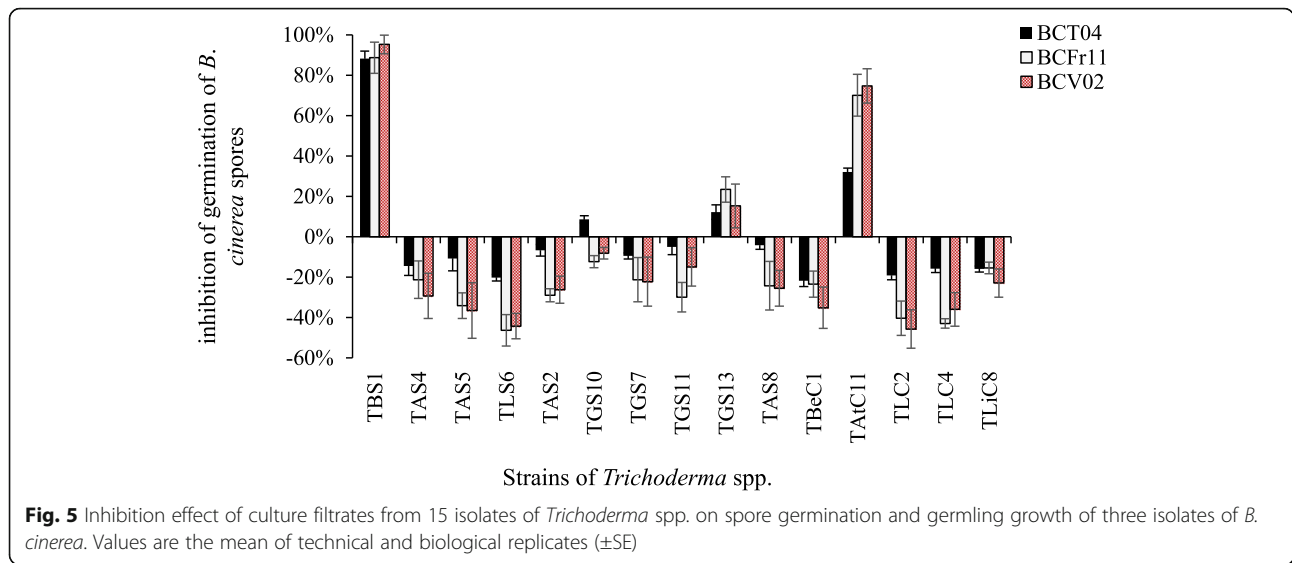 100%
80%
60%
40%
20%
0%
-20%
-40%
-60%
inhibition of germination of B.
cinerea spores
BCT04
BCFr11
BCV02
TBS1
TAS4
TAS5
TLS6
TAS2
TGS10
TGS7
TGS11
TGS13
TAS8
TBeC1
TAtC11
TLC2
TLC4
TLiC8
Strains of Trichoderma spp.
Fig. 5 Inhibition effect of culture filtrates from 15 isolates of Trichoderma spp. on spore germination and germling growth of three isolates of B.
cinerea. Values are the mean of technical and biological replicates (±SE)